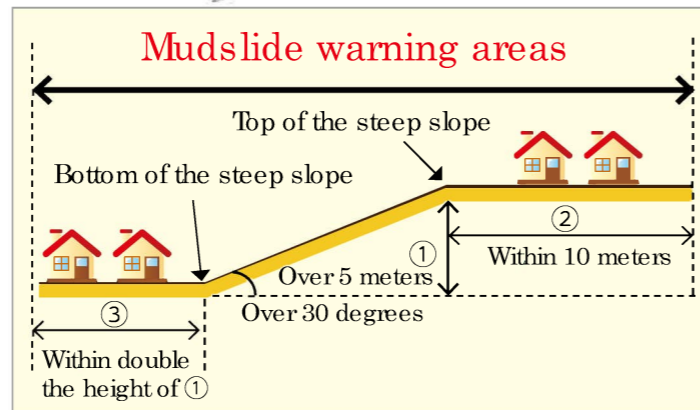 Mudslide warning areas
Top of the steep slope
Bottom of the steep slope
②
①
Within 10 meters
Over 5 meters
③
Over 30 degrees
Within double
the height of ①